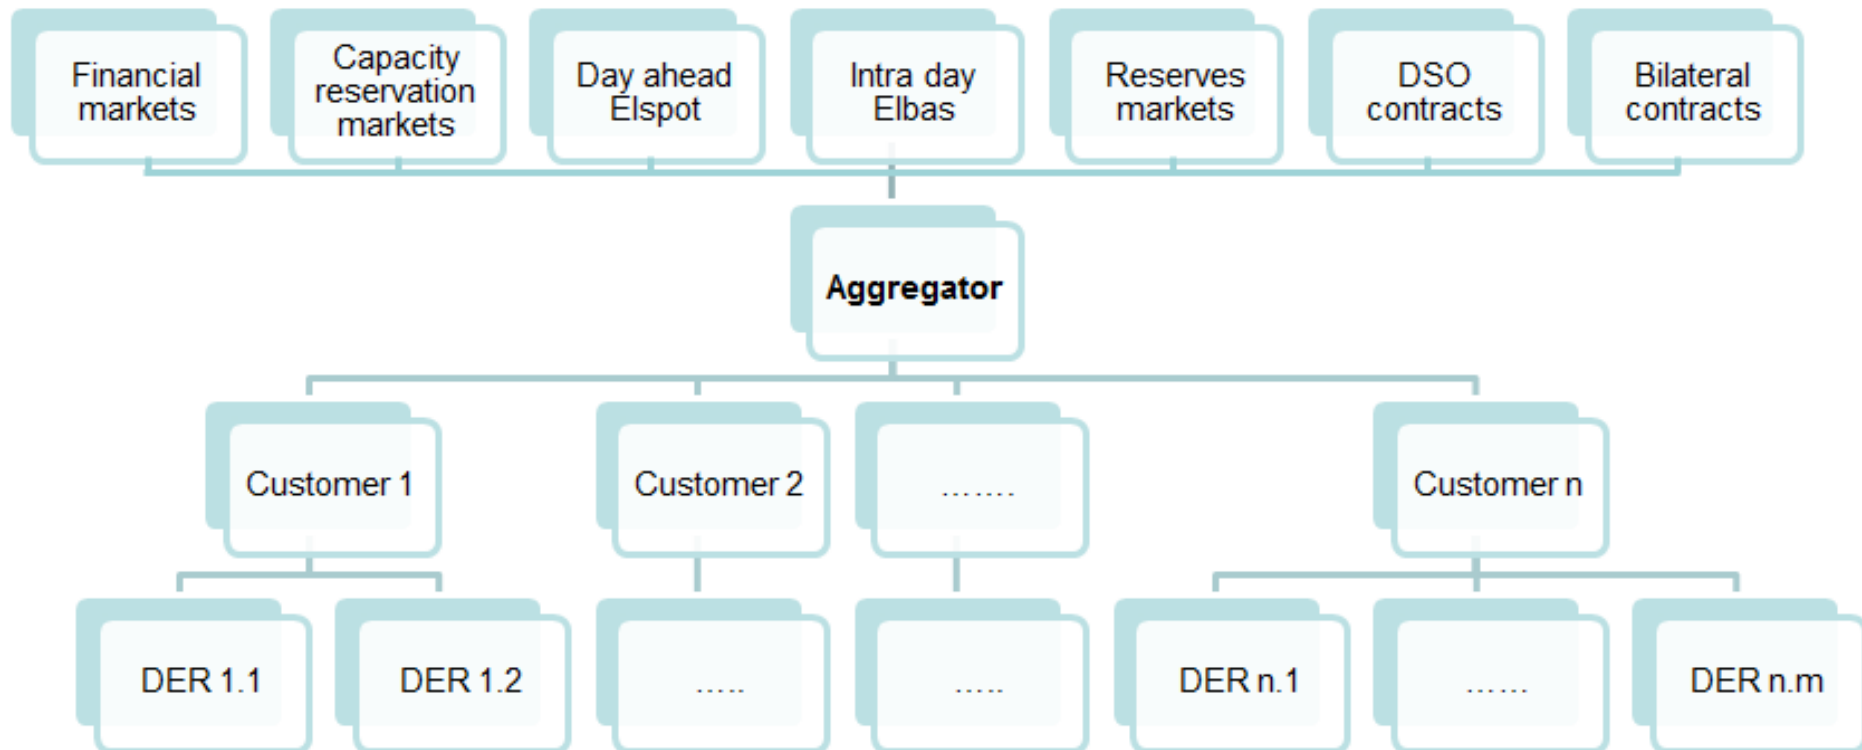 Financial
markets
Capacity
reservation
markets
Day ahead
Elspot
Intra day
Elbas
Reserves
markets
DSO
contracts
Bilateral
contracts
Aggregator
Customer 1
Customer 2
…….
Customer n
DER 1.1
DER 1.2
…..
…..
DER n.1
……
DER n.m